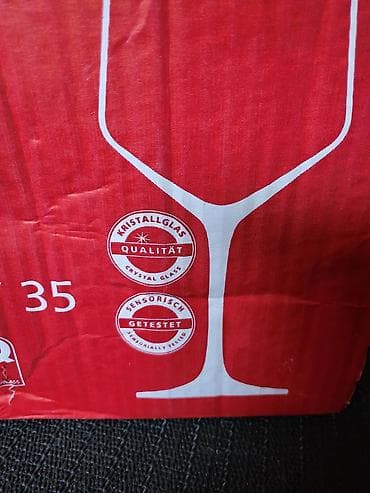 KRISTALLGLAS
QUALITÄT
CRYSTAL GLASS
35
SENSORISCH
GETESTET
SENSORIALLY TESTED